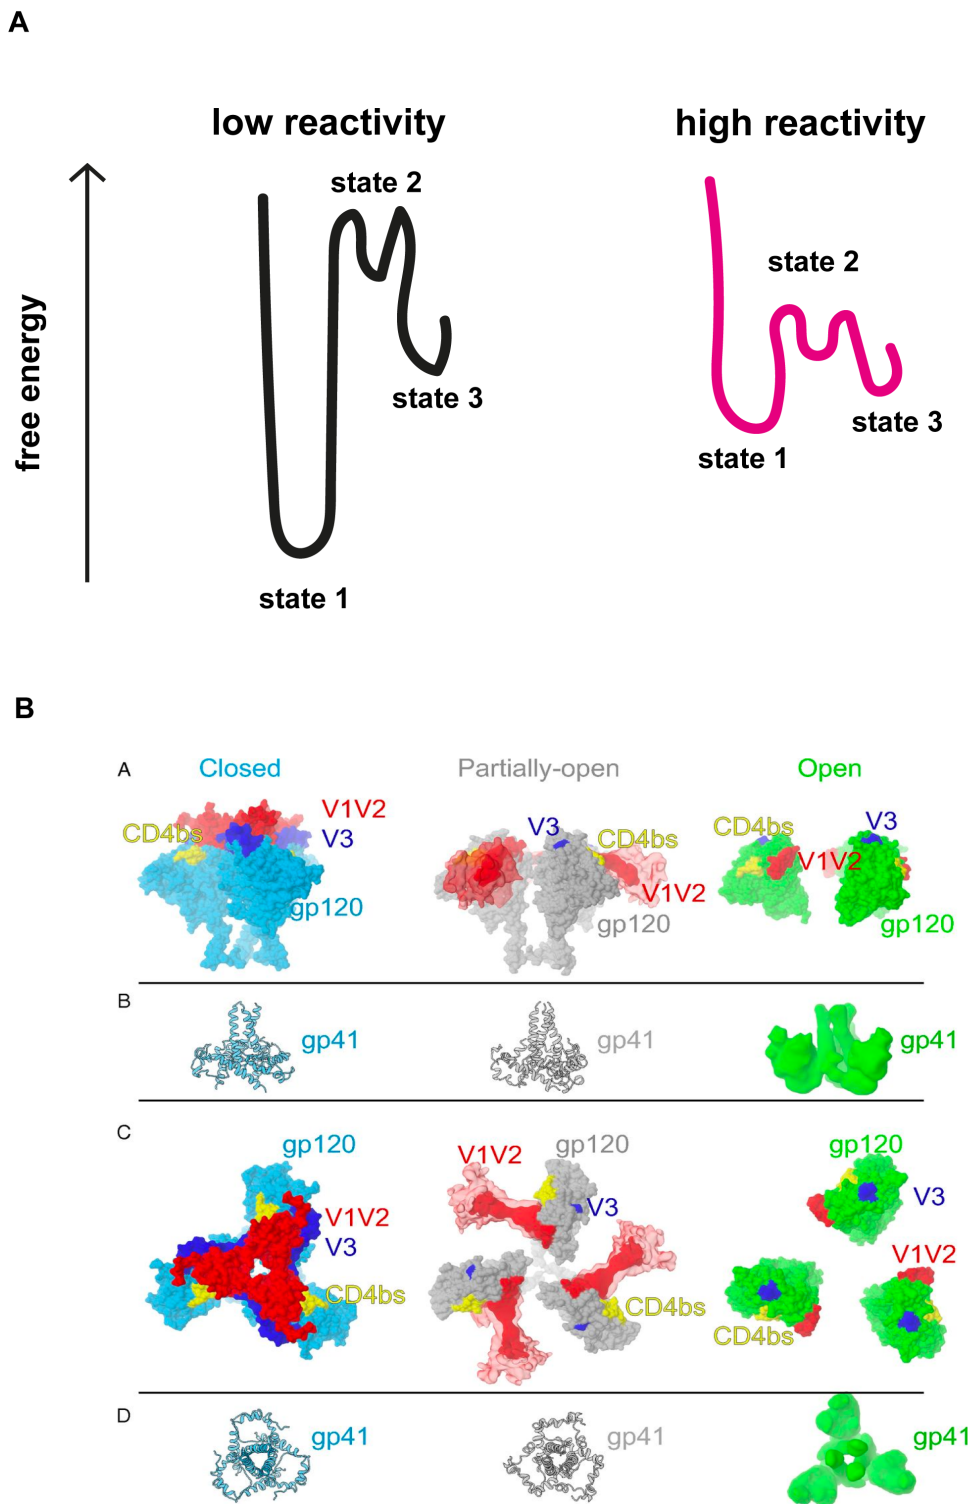 A
low reactivity
high reactivity
free energy
state 2
state 3
state 1
state 2
state 3
state 1
B
A
Closed
Partially-open
Open
V1V2
CD4bs
V3
gp120
V3
CD4bs
V1V2
gp120
CD4bs
V3
V1V2
gp120
B
gp41
gp41
gp41
C
gp120
V1V2
V3
CD4bs
V1V2
gp120
V3
CD4bs
gp120
V3
V1V2
CD4bs
D
gp41
gp41
gp41